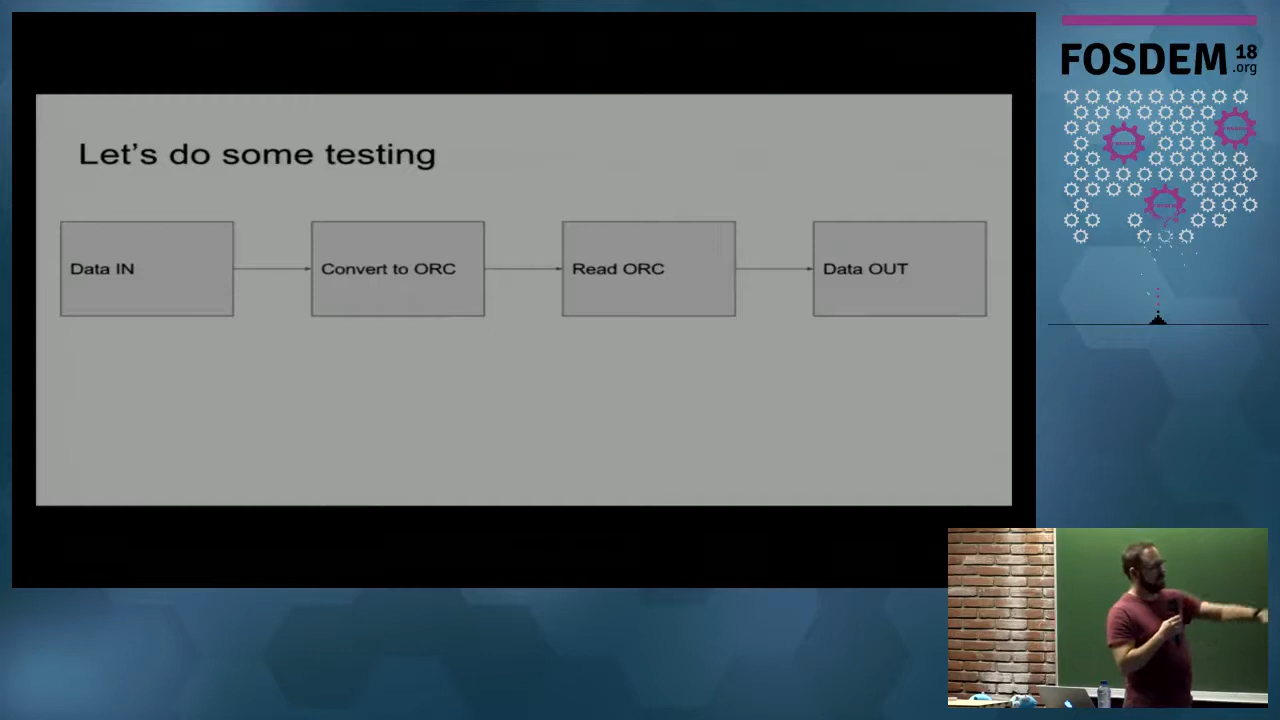 Let's do some testing
Data IN
Convert to ORC
Read ORC
Data OUT
FOSDEM 18
.org